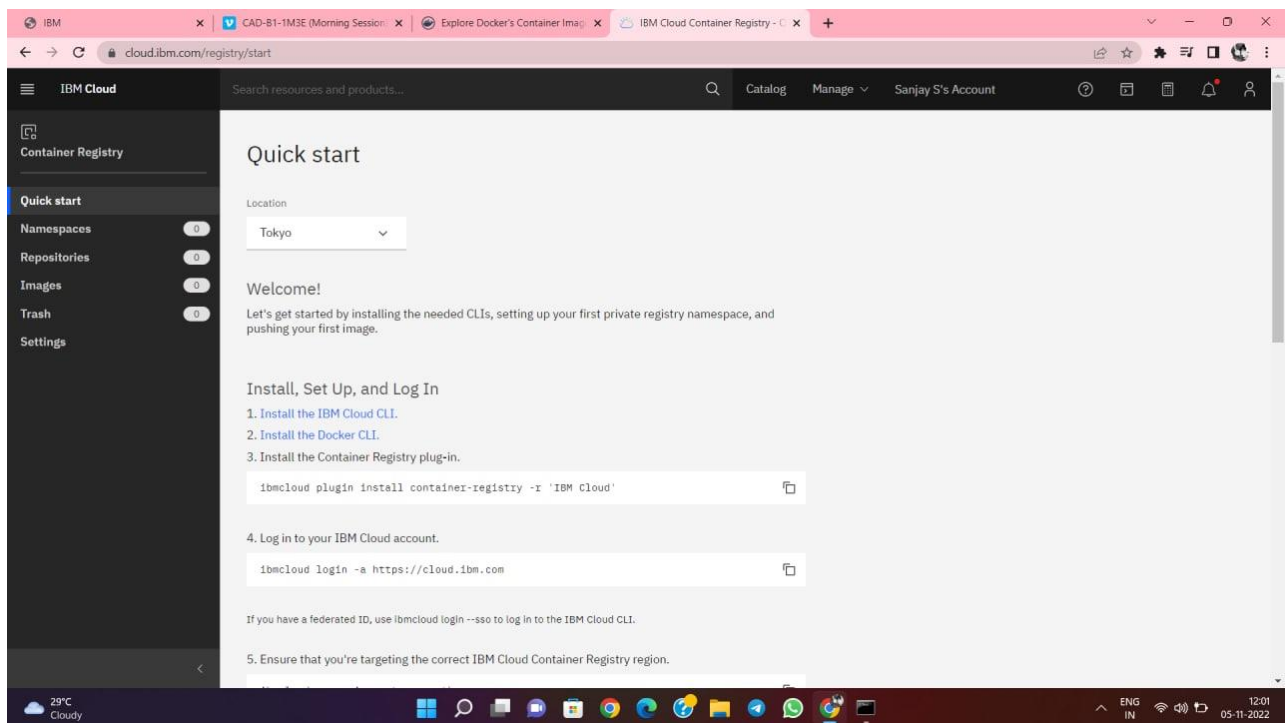 IBM
CAD-B1-1M3E (Morning Session
Explore Docker's Container Imag
IBM Cloud Container Registry -
cloud.ibm.com/registry/start
IBM Cloud
Search resources and products...
Catalog
Manage
Sanjay S's Account
Container Registry
Quick start
Namespaces 0
Repositories 0
Images 0
Trash 0
Settings
Quick start
Location
Tokyo
Welcome!
Let's get started by installing the needed CLIs, setting up your first private registry namespace, and
pushing your first image.
Install, Set Up, and Log In
1. Install the IBM Cloud CLI.
2. Install the Docker CLI.
3. Install the Container Registry plug-in.
ibmcloud plugin install container-registry -r 'IBM Cloud'
4. Log in to your IBM Cloud account.
ibmcloud login -a https://cloud.ibm.com
If you have a federated ID, use ibmcloud login --sso to log in to the IBM Cloud CLI.
5. Ensure that you're targeting the correct IBM Cloud Container Registry region.
29°C
Cloudy
ENG
IN
12:01
05-11-2022